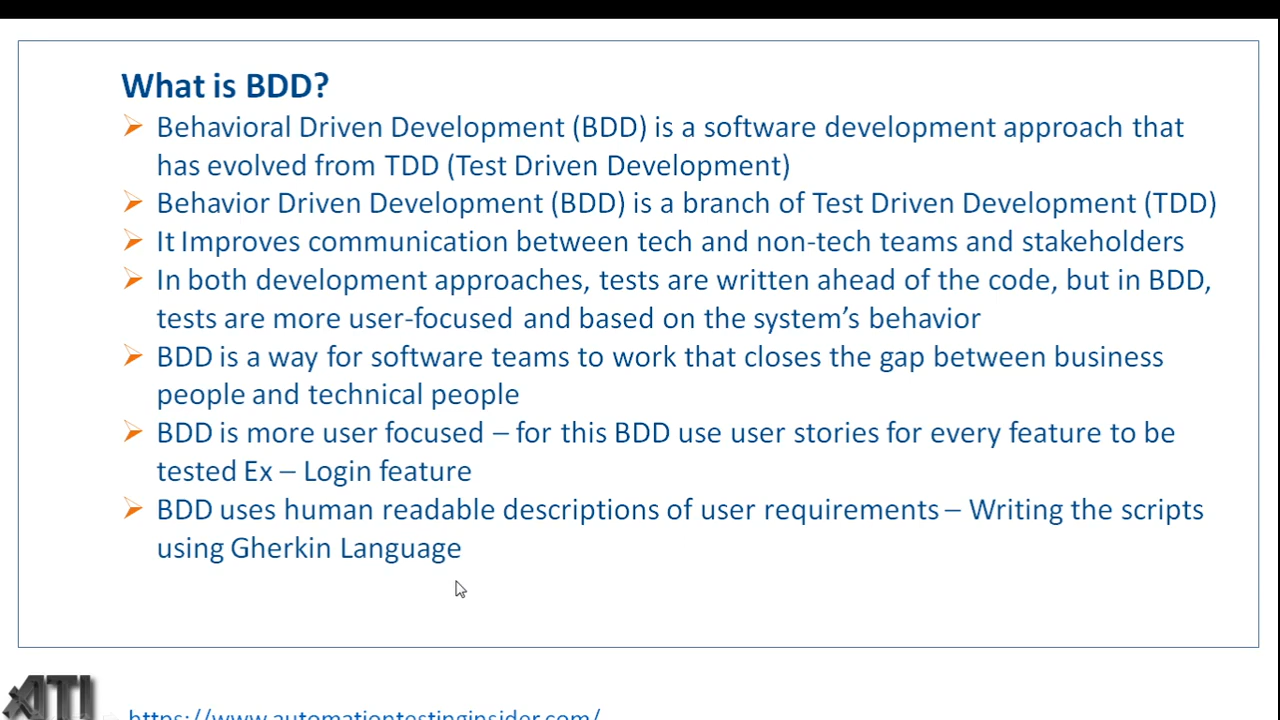 What is BDD?
Behavioral Driven Development (BDD) is a software development approach that
has evolved from TDD (Test Driven Development)
Behavior Driven Development (BDD) is a branch of Test Driven Development (TDD)
It Improves communication between tech and non-tech teams and stakeholders
In both development approaches, tests are written ahead of the code, but in BDD,
tests are more user-focused and based on the system’s behavior
BDD is a way for software teams to work that closes the gap between business
people and technical people
BDD is more user focused – for this BDD use user stories for every feature to be
tested Ex – Login feature
BDD uses human readable descriptions of user requirements – Writing the scripts
using Gherkin Language
ATI
https://www.automationtestinginsider.com/